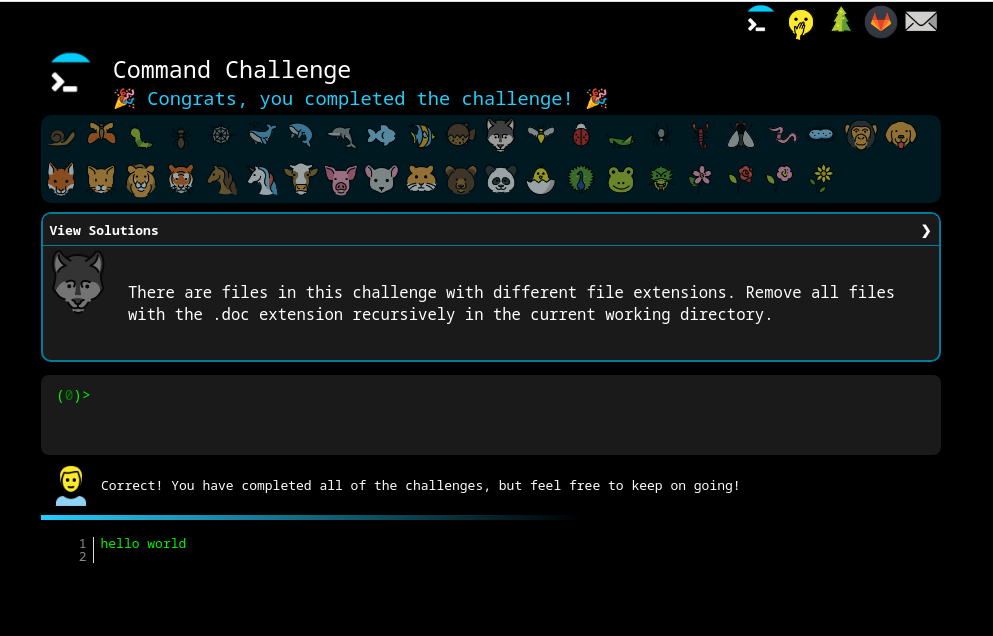 Command Challenge
🎉 Congrats, you completed the challenge! 🎉
View Solutions ❯
There are files in this challenge with different file extensions. Remove all files
with the .doc extension recursively in the current working directory.
(0)>
Correct! You have completed all of the challenges, but feel free to keep on going!
1 hello world
2